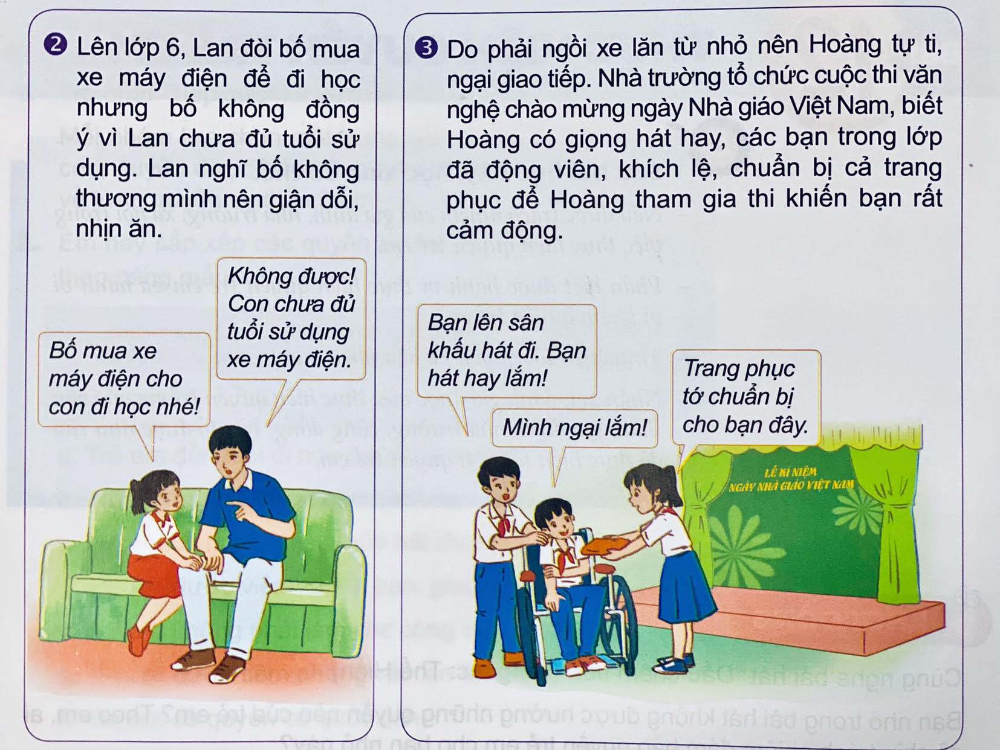 2 Lên lớp 6, Lan đòi bố mua
xe máy điện để đi học
nhưng bố không đồng
ý vì Lan chưa đủ tuổi sử
dụng. Lan nghĩ bố không
thương mình nên giận dỗi,
nhịn ăn.
Không được!
Con chưa đủ
tuổi sử dụng
xe máy điện.
Bố mua xe
máy điện cho
con đi học nhé!
3 Do phải ngồi xe lăn từ nhỏ nên Hoàng tự ti,
ngại giao tiếp. Nhà trường tổ chức cuộc thi văn
nghệ chào mừng ngày Nhà giáo Việt Nam, biết
Hoàng có giọng hát hay, các bạn trong lớp
đã động viên, khích lệ, chuẩn bị cả trang
phục để Hoàng tham gia thi khiến bạn rất
cảm động.
Bạn lên sân
khấu hát đi. Bạn
hát hay lắm!
Mình ngại lắm!
Trang phục
tớ chuẩn bị
cho bạn đây.
LỄ KỈ NIỆM
NGÀY NHÀ GIÁO VIỆT NAM